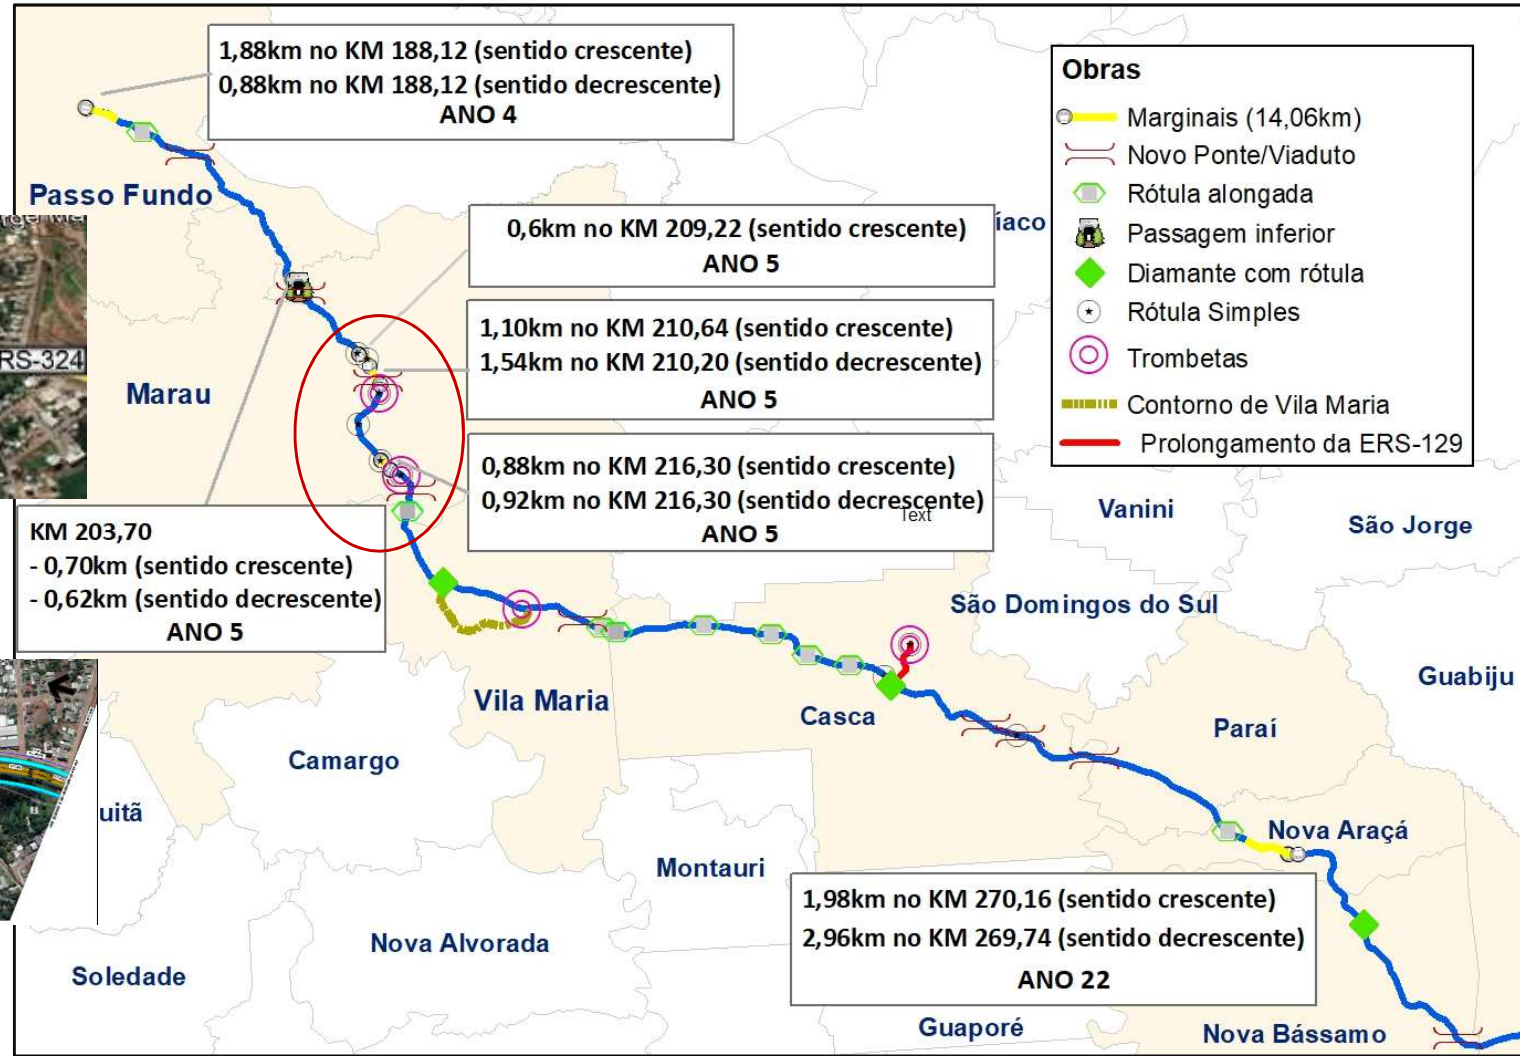 1,88km no KM 188,12 (sentido crescente)
0,88km no KM 188,12 (sentido decrescente)
ANO 4
Obras
Marginais (14,06km)
Novo Ponte/Viaduto
Rótula alongada
Passagem inferior
Diamante com rótula
Rótula Simples
Trombetas
Contorno de Vila Maria
Prolongamento da ERS-129
Passo Fundo
0,6km no KM 209,22 (sentido crescente)
ANO 5
íaco
1,10km no KM 210,64 (sentido crescente)
1,54km no KM 210,20 (sentido decrescente)
ANO 5
RS-324
Marau
0,88km no KM 216,30 (sentido crescente)
0,92km no KM 216,30 (sentido decrescente)
ANO 5
Text
Vanini
São Jorge
KM 203,70
- 0,70km (sentido crescente)
- 0,62km (sentido decrescente)
ANO 5
São Domingos do Sul
Guabiju
Vila Maria
Casca
Paraí
Camargo
uitã
Nova Araçá
Montauri
1,98km no KM 270,16 (sentido crescente)
2,96km no KM 269,74 (sentido decrescente)
ANO 22
Nova Alvorada
Soledade
Guaporé
Nova Bássamo